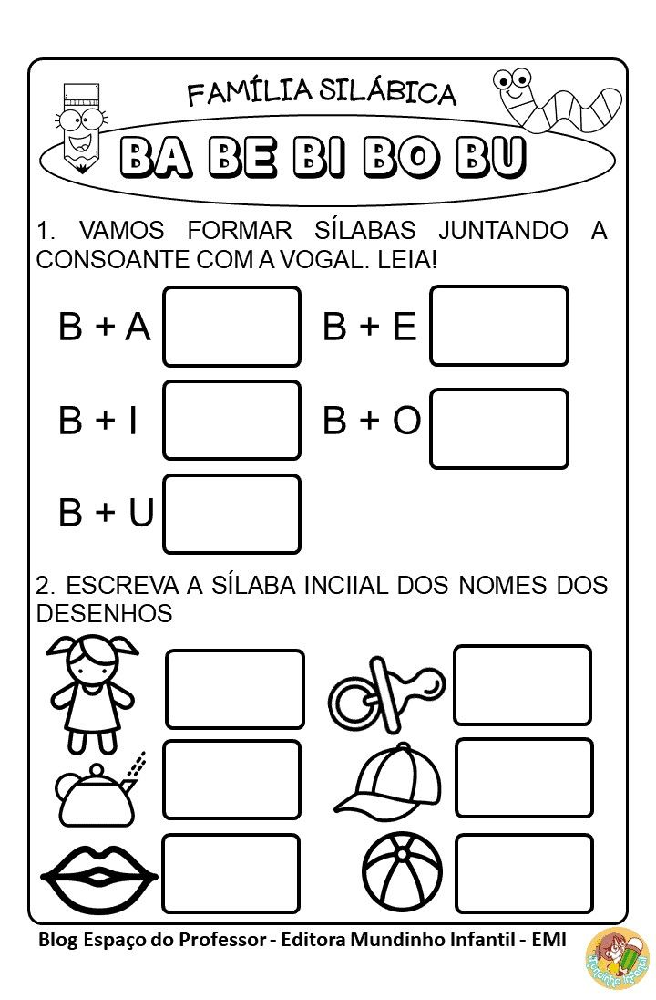 FAMÍLIA SILÁBICA
BA BE BI BO BU
1. VAMOS FORMAR SÍLABAS JUNTANDO A
CONSOANTE COM A VOGAL. LEIA!
B + A
B + E
B + I
B + O
B + U
2. ESCREVA A SÍLABA INCIIAL DOS NOMES DOS
DESENHOS
Blog Espaço do Professor - Editora Mundinho Infantil - EMI
Mundinho Infantil